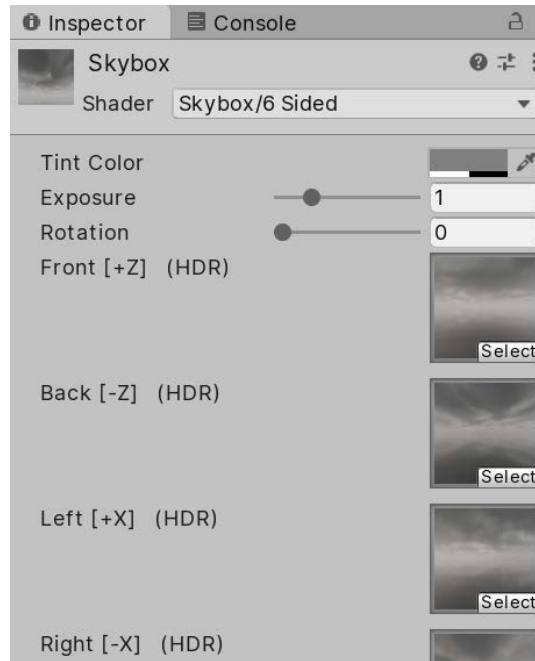 Inspector Console
Skybox
Shader Skybox/6 Sided
Tint Color
Exposure 1
Rotation 0
Front [+Z] (HDR)
Select
Back [-Z] (HDR)
Select
Left [+X] (HDR)
Select
Right [-X] (HDR)